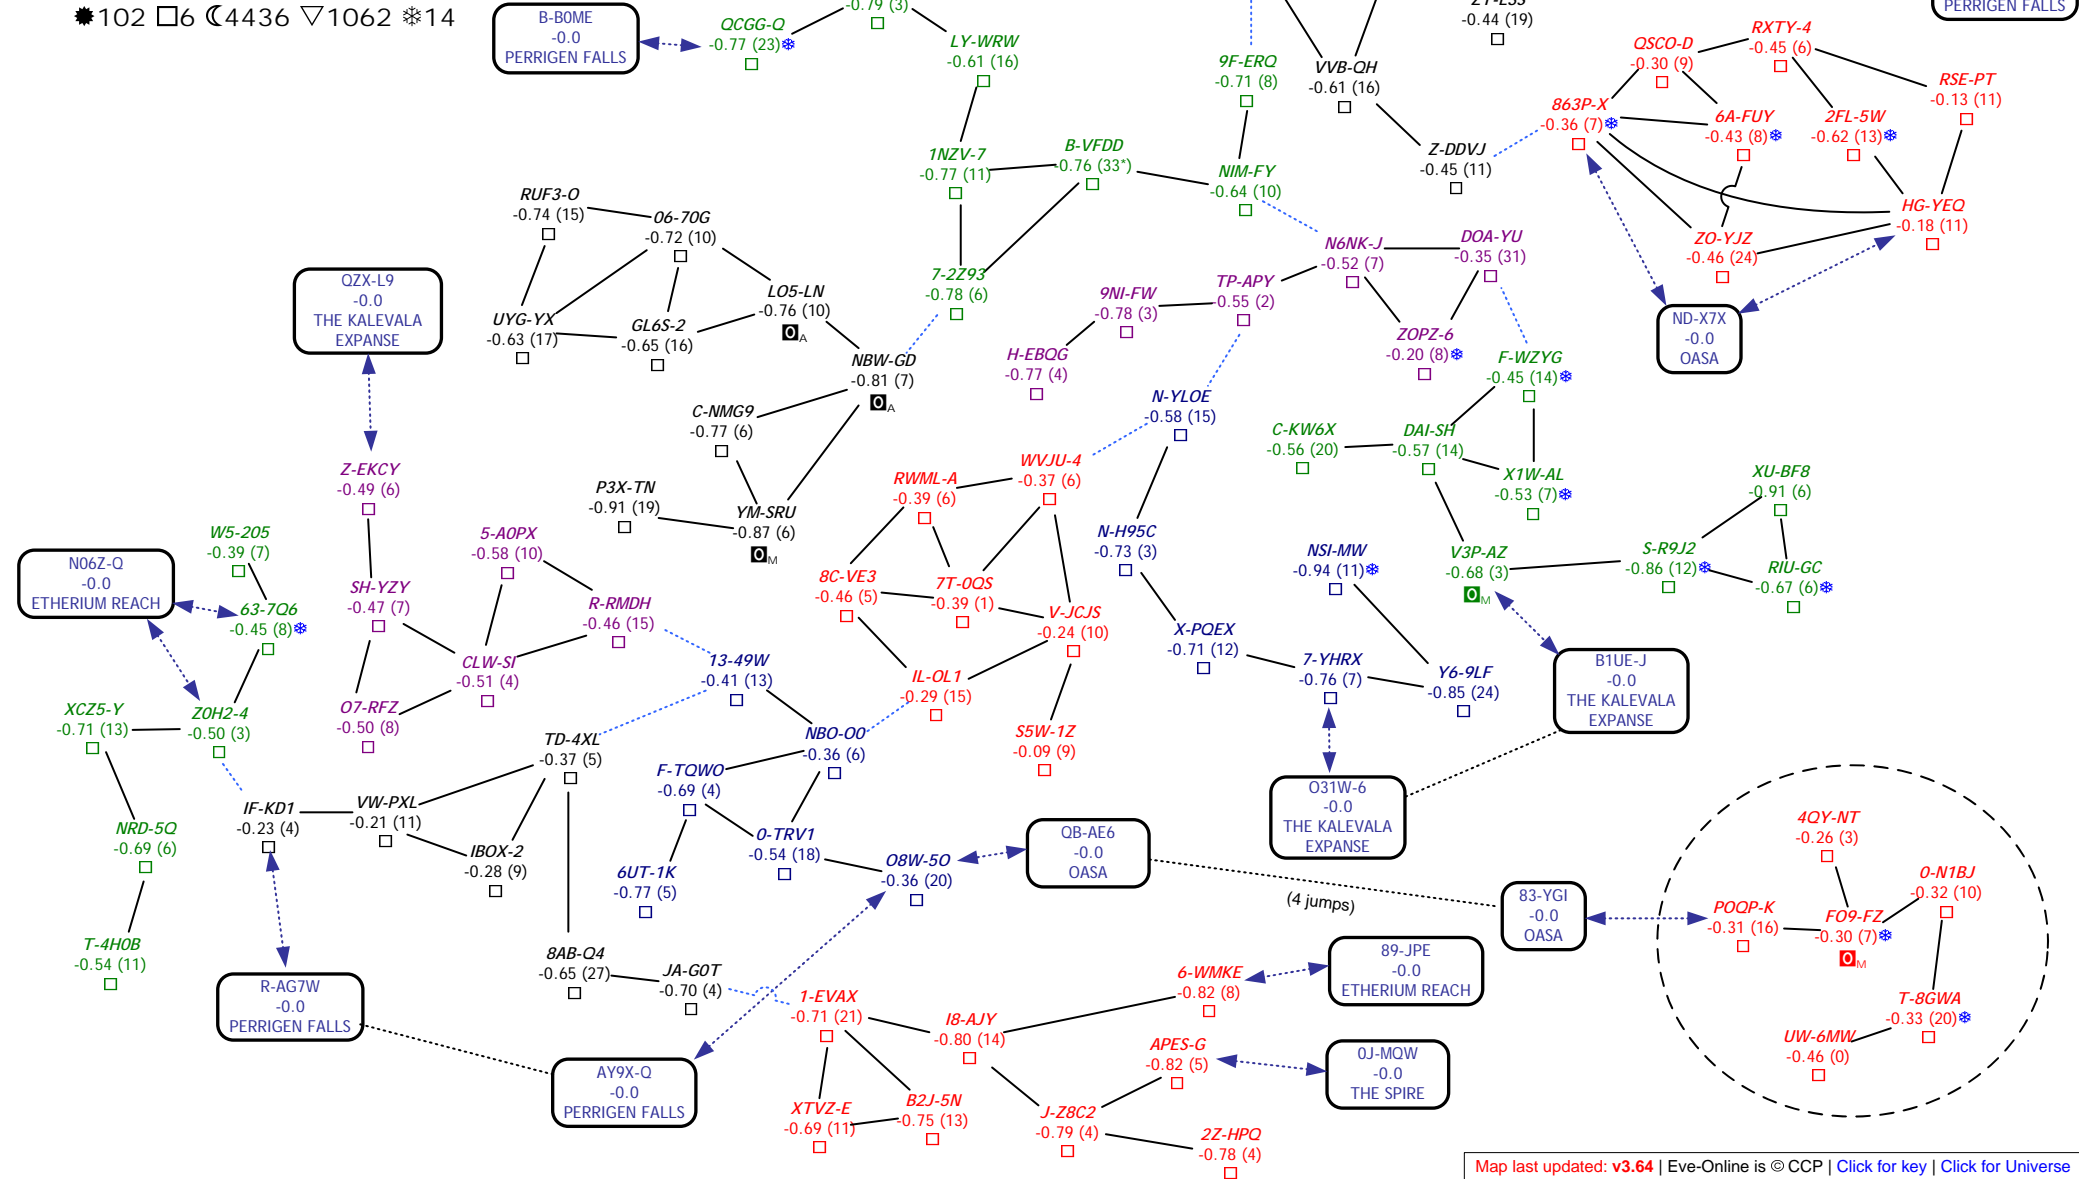 102 6 4436 1062 14
B-B0ME
-0.0
PERRIGEN FALLS
QCGG-Q
-0.77 (23)
-0.79 (3)
LY-WRW
-0.61 (16)
9F-ERQ
-0.71 (8)
VVB-QH
-0.61 (16)
-0.44 (19)
PERRIGEN FALLS
QSCO-D
-0.30 (9)
RXTY-4
-0.45 (6)
RSE-PT
-0.13 (11)
863P-X
-0.36 (7)
6A-FUY
-0.43 (8)
2FL-5W
-0.62 (13)
Z-DDVJ
-0.45 (11)
1NZV-7
-0.77 (11)
B-VFDD
-0.76 (33*)
NIM-FY
-0.64 (10)
HG-YEQ
-0.18 (11)
ZO-YJZ
-0.46 (24)
RUF3-O
-0.74 (15)
06-70G
-0.72 (10)
N6NK-J
-0.52 (7)
DOA-YU
-0.35 (31)
QZX-L9
-0.0
THE KALEVALA
EXPANSE
7-2Z93
-0.78 (6)
LO5-LN
-0.76 (10)
O A
9NI-FW
-0.78 (3)
TP-APY
-0.55 (2)
ND-X7X
-0.0
OASA
UYG-YX
-0.63 (17)
GL6S-2
-0.65 (16)
NBW-GD
-0.81 (7)
O A
H-EBQG
-0.77 (4)
ZOPZ-6
-0.20 (8)
F-WZYG
-0.45 (14)
C-NMG9
-0.77 (6)
N-YLOE
-0.58 (15)
C-KW6X
-0.56 (20)
DAI-SH
-0.57 (14)
Z-EKCY
-0.49 (6)
P3X-TN
-0.91 (19)
YM-SRU
-0.87 (6)
O M
RWML-A
-0.39 (6)
WVJU-4
-0.37 (6)
X1W-AL
-0.53 (7)
XU-BF8
-0.91 (6)
W5-205
-0.39 (7)
5-A0PX
-0.58 (10)
N-H95C
-0.73 (3)
NSI-MW
-0.94 (11)
V3P-AZ
-0.68 (3)
O M
S-R9J2
-0.86 (12)
RIU-GC
-0.67 (6)
N06Z-Q
-0.0
ETHERIUM REACH
63-7Q6
-0.45 (8)
SH-YZY
-0.47 (7)
R-RMDH
-0.46 (15)
8C-VE3
-0.46 (5)
7T-0QS
-0.39 (1)
V-JCJS
-0.24 (10)
X-PQEX
-0.71 (12)
CLW-SI
-0.51 (4)
13-49W
-0.41 (13)
IL-OL1
-0.29 (15)
7-YHRX
-0.76 (7)
Y6-9LF
-0.85 (24)
B1UE-J
-0.0
THE KALEVALA
EXPANSE
XCZ5-Y
-0.71 (13)
Z0H2-4
-0.50 (3)
O7-RFZ
-0.50 (8)
TD-4XL
-0.37 (5)
NBO-O0
-0.36 (6)
S5W-1Z
-0.09 (9)
F-TQWO
-0.69 (4)
O31W-6
-0.0
THE KALEVALA
EXPANSE
IF-KD1
-0.23 (4)
VW-PXL
-0.21 (11)
NRD-5Q
-0.69 (6)
IBOX-2
-0.28 (9)
0-TRV1
-0.54 (18)
QB-AE6
-0.0
OASA
4QY-NT
-0.26 (3)
6UT-1K
-0.77 (5)
O8W-5O
-0.36 (20)
(4 jumps)
83-YGI
-0.0
OASA
POQP-K
-0.31 (16)
FO9-FZ
-0.30 (7)
O M
0-N1BJ
-0.32 (10)
T-4H0B
-0.54 (11)
8AB-Q4
-0.65 (27)
JA-G0T
-0.70 (4)
R-AG7W
-0.0
PERRIGEN FALLS
1-EVAX
-0.71 (21)
6-WMKE
-0.82 (8)
89-JPE
-0.0
ETHERIUM REACH
T-8GWA
-0.33 (20)
I8-AJY
-0.80 (14)
UW-6MW
-0.46 (0)
APES-G
-0.82 (5)
0J-MQW
-0.0
THE SPIRE
AY9X-Q
-0.0
PERRIGEN FALLS
XTVZ-E
-0.69 (11)
B2J-5N
-0.75 (13)
J-Z8C2
-0.79 (4)
2Z-HPQ
-0.78 (4)
Map last updated: v3.64 | Eve-Online is © CCP | Click for key | Click for Universe